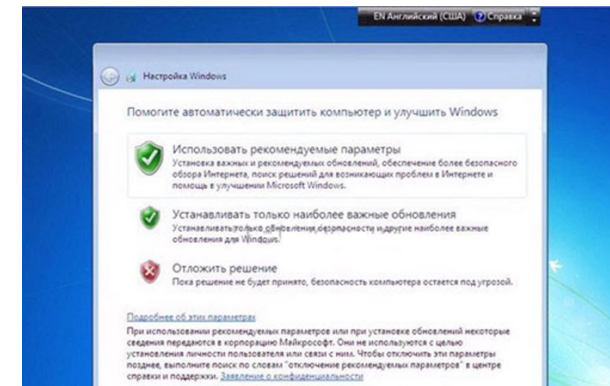 EN Английский (США) Справка
Настройка Windows
Помогите автоматически защитить компьютер и улучшить Windows
Использовать рекомендуемые параметры
Установка важных и рекомендуемых обновлений, обеспечение более безопасного
обзора Интернета, поиск решений для возникающих проблем в Интернете и
помощь в улучшении Microsoft Windows.
Устанавливать только наиболее важные обновления
Устанавливать только обновления безопасности и другие наиболее важные
обновления для Windows.
Отложить решение
Пока решение не будет принято, безопасность компьютера остается под угрозой.
Подробнее об этих параметрах
При использовании рекомендуемых параметров или при установке обновлений некоторые
сведения передаются в корпорацию Майкрософт. Они не используются с целью
установления личности пользователя или связи с ним. Чтобы отключить эти параметры
позднее, выполните поиск по словам "отключение рекомендуемых параметров" в центре
справки и поддержки. Заявление о конфиденциальности